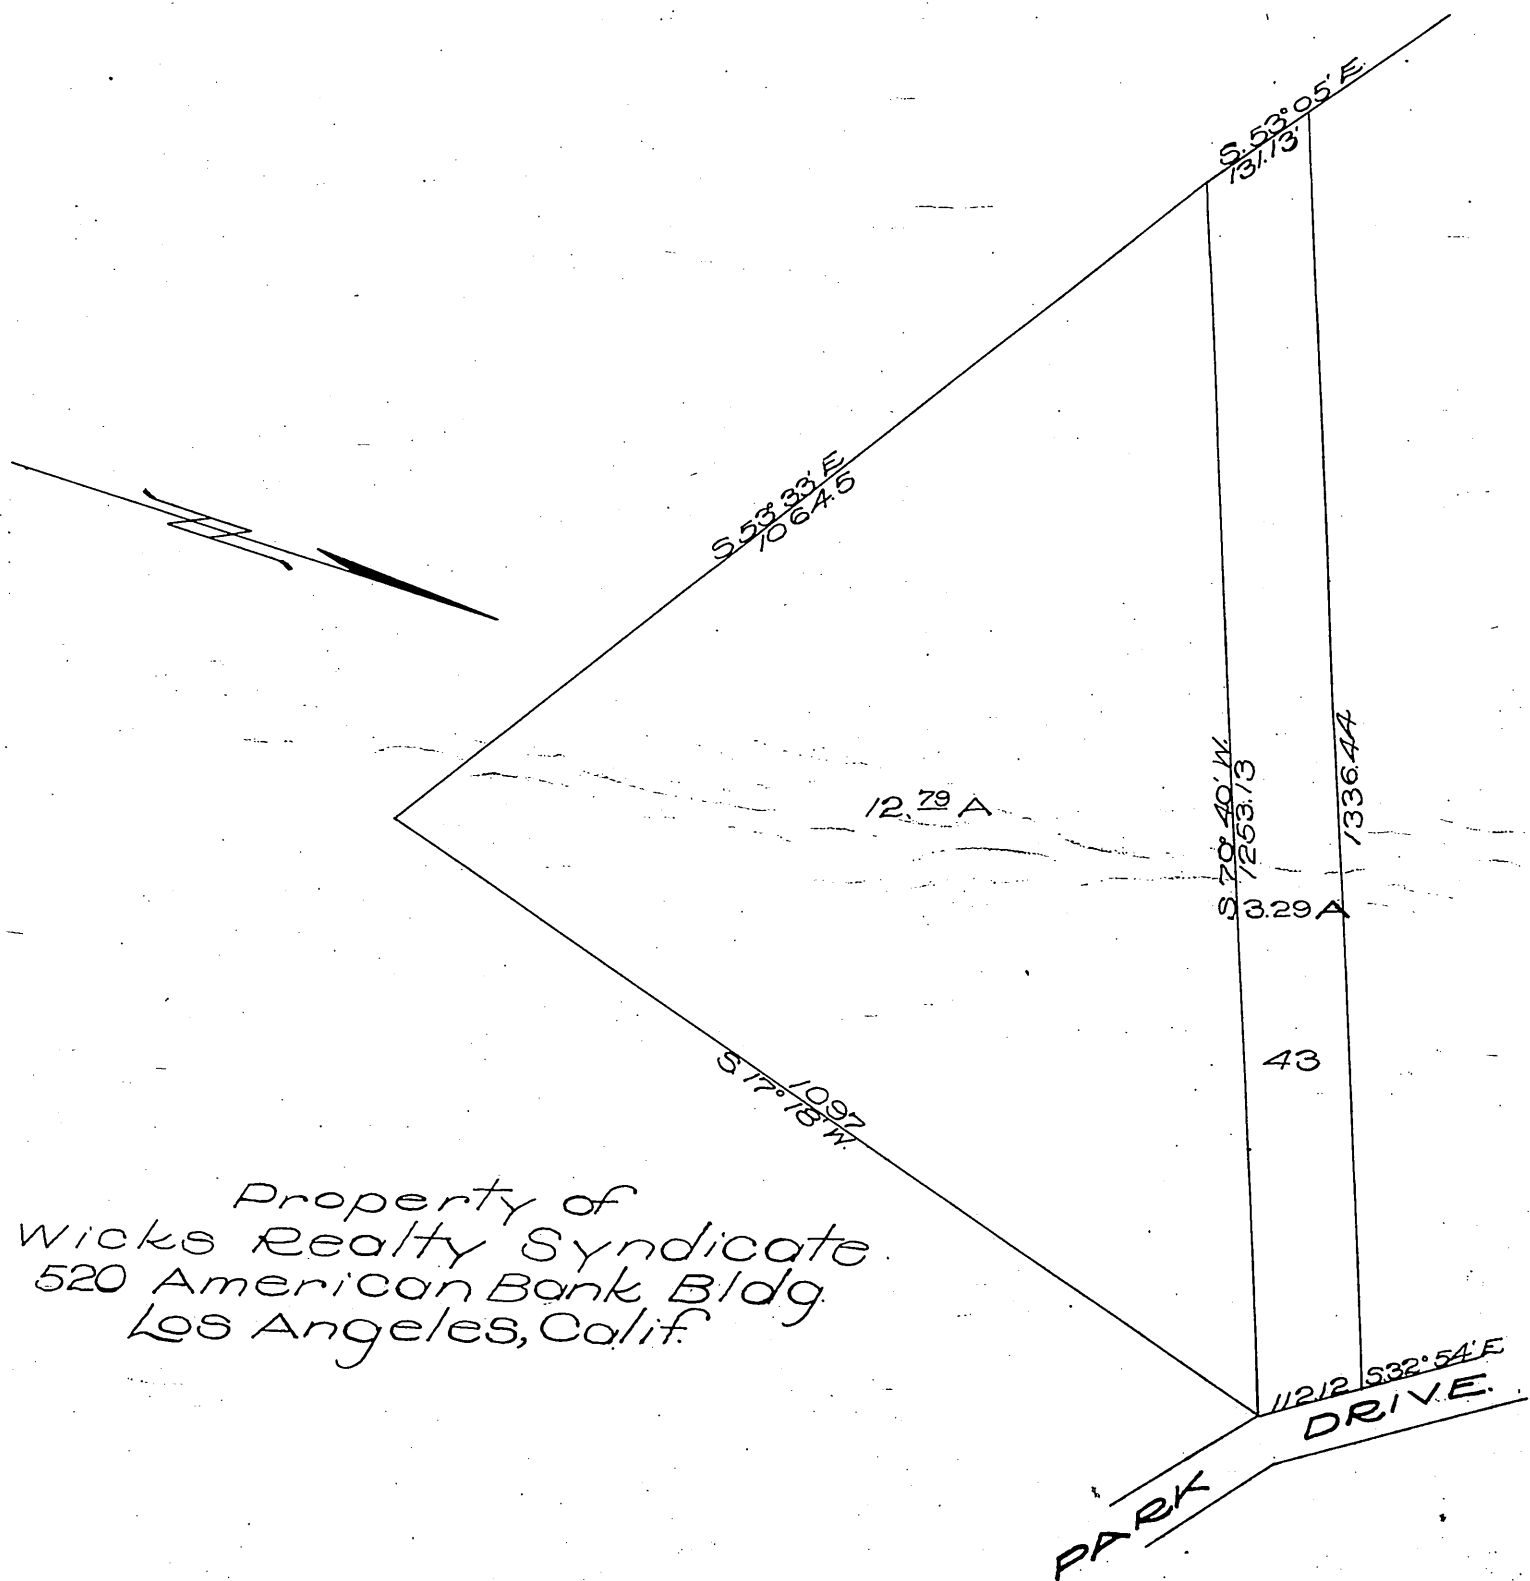 S. 53° 05' E.
131.13'
S 53° 33' E
1064.5
12.79 A
S. 70° 40' W.
1253.13
1336.44
3.29 A
43
1097
S. 17° 18' W.
Property of
Wicks Realty Syndicate.
520 American Bank Bldg.
Los Angeles, Calif.
112.12 S32° 54' E
PARK DRIVE.